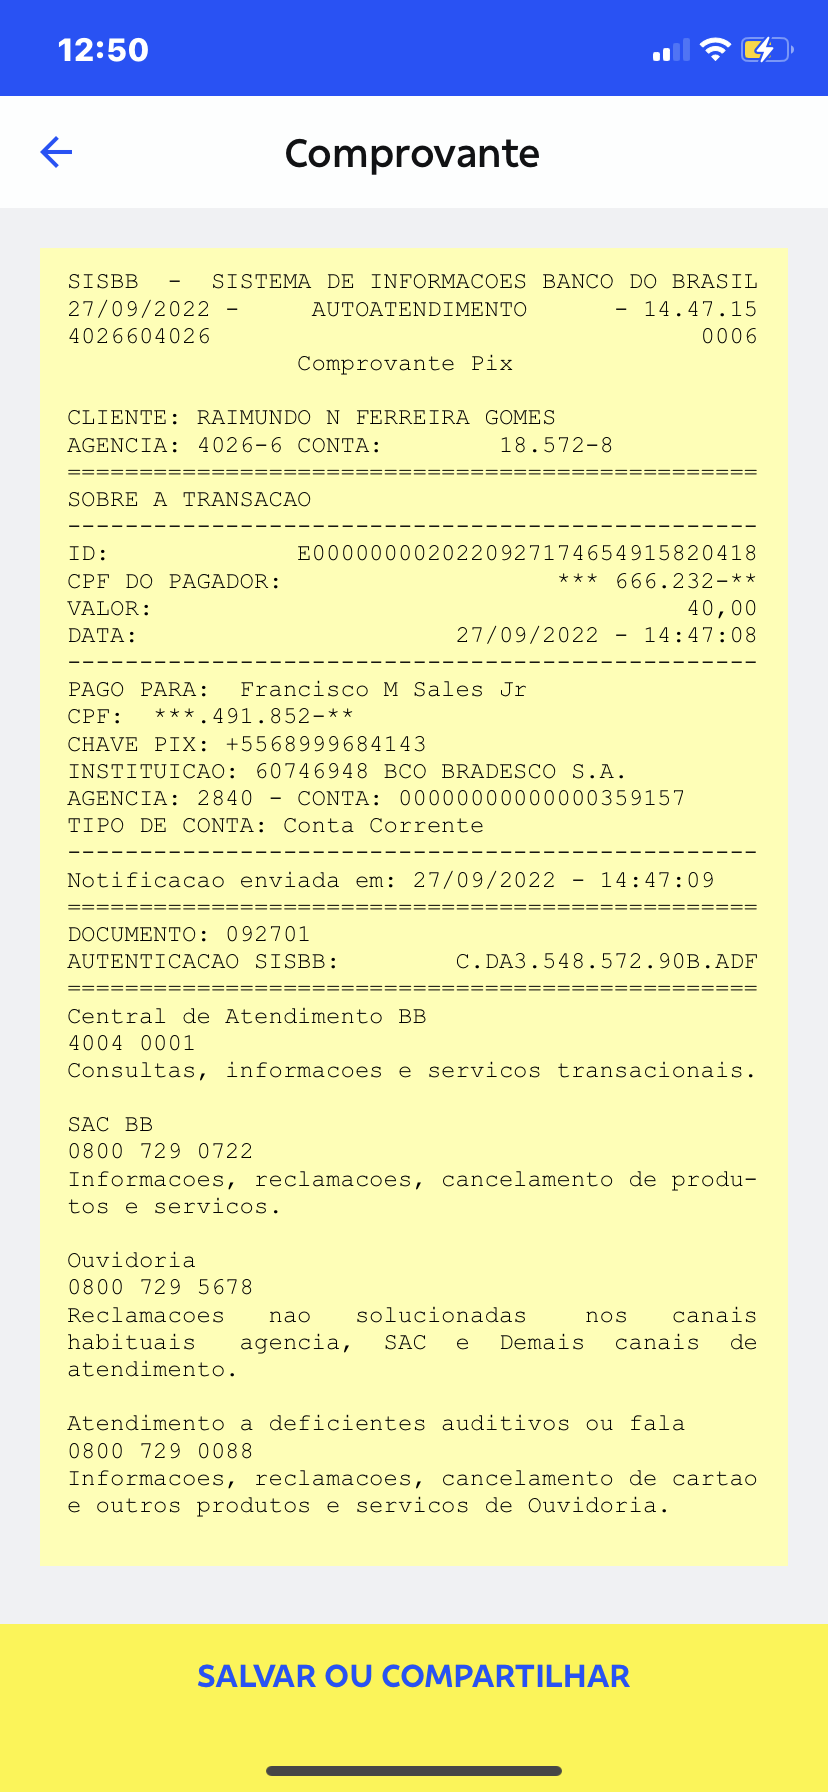 12:50
Comprovante
SISBB - SISTEMA DE INFORMACOES BANCO DO BRASIL
27/09/2022 - AUTOATENDIMENTO - 14.47.15
4026604026 0006
Comprovante Pix
CLIENTE: RAIMUNDO N FERREIRA GOMES
AGENCIA: 4026-6 CONTA: 18.572-8
================================================
SOBRE A TRANSACAO
------------------------------------------------
ID: E00000000202209271746549158​20418
CPF DO PAGADOR: *** 666.232-**
VALOR: 40,00
DATA: 27/09/2022 - 14:47:08
------------------------------------------------
PAGO PARA: Francisco M Sales Jr
CPF: ***.491.852-**
CHAVE PIX: +5568999684143
INSTITUICAO: 60746948 BCO BRADESCO S.A.
AGENCIA: 2840 - CONTA: 00000000000000359157
TIPO DE CONTA: Conta Corrente
------------------------------------------------
Notificacao enviada em: 27/09/2022 - 14:47:09
================================================
DOCUMENTO: 092701
AUTENTICACAO SISBB: C.DA3.548.572.90B.ADF
================================================
Central de Atendimento BB
4004 0001
Consultas, informacoes e servicos transacionais.
SAC BB
0800 729 0722
Informacoes, reclamacoes, cancelamento de produ-
tos e servicos.
Ouvidoria
0800 729 5678
Reclamacoes nao solucionadas nos canais
habituais agencia, SAC e Demais canais de
atendimento.
Atendimento a deficientes auditivos ou fala
0800 729 0088
Informacoes, reclamacoes, cancelamento de cartao
e outros produtos e servicos de Ouvidoria.
SALVAR OU COMPARTILHAR